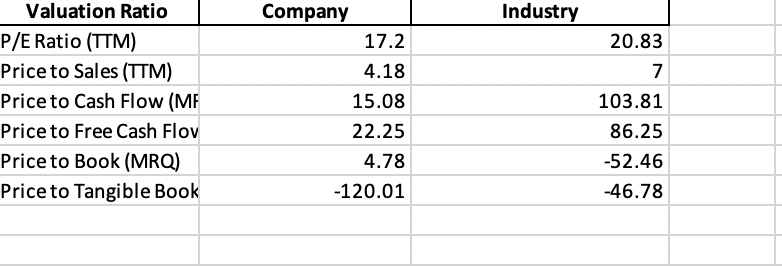 Valuation Ratio Company Industry
P/E Ratio (TTM) 17.2 20.83
Price to Sales (TTM) 4.18 7
Price to Cash Flow (MR 15.08 103.81
Price to Free Cash Flow 22.25 86.25
Price to Book (MRQ) 4.78 -52.46
Price to Tangible Book -120.01 -46.78